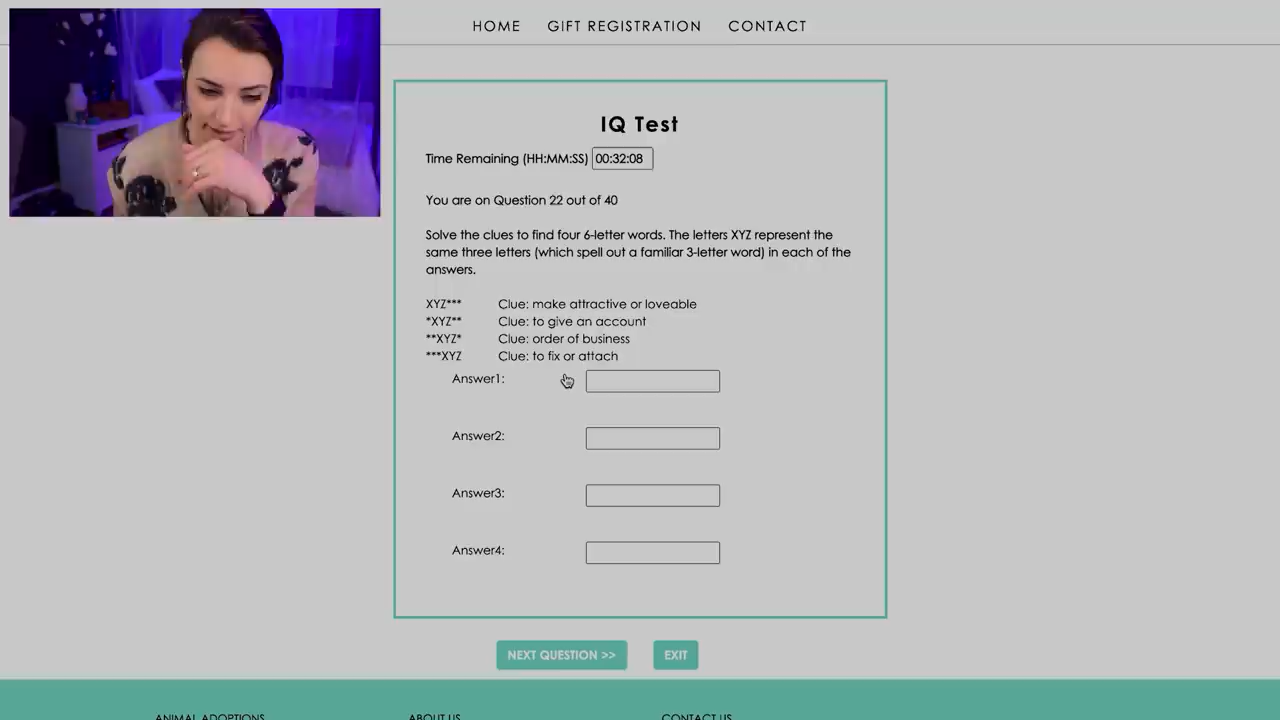 HOME GIFT REGISTRATION CONTACT
IQ Test
Time Remaining (HH:MM:SS) 00:32:08
You are on Question 22 out of 40
Solve the clues to find four 6-letter words. The letters XYZ represent the
same three letters (which spell out a familiar 3-letter word) in each of the
answers.
XYZ*** Clue: make attractive or loveable
*XYZ** Clue: to give an account
**XYZ* Clue: order of business
***XYZ Clue: to fix or attach
Answer1:
Answer2:
Answer3:
Answer4:
NEXT QUESTION >> EXIT
ANIMAL ADOPTIONS ABOUT US CONTACT US